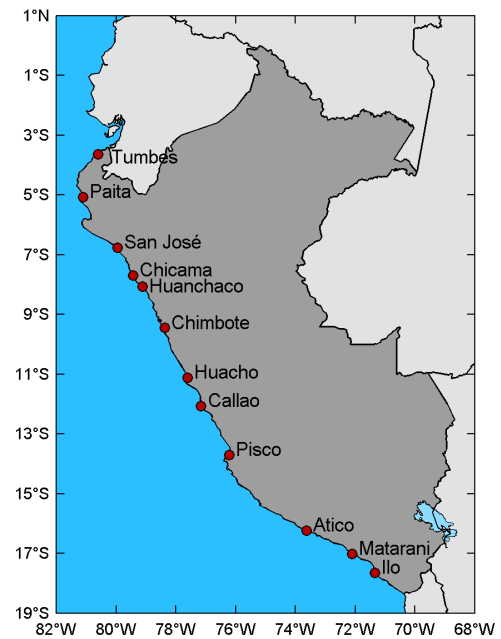 1°N
1°S
3°S
Tumbes
5°S
Paita
7°S
San José
Chicama
Huanchaco
9°S
Chimbote
11°S
Huacho
Callao
13°S
Pisco
15°S
Atico
17°S
Matarani
Ilo
19°S
82°W 80°W 78°W 76°W 74°W 72°W 70°W 68°W